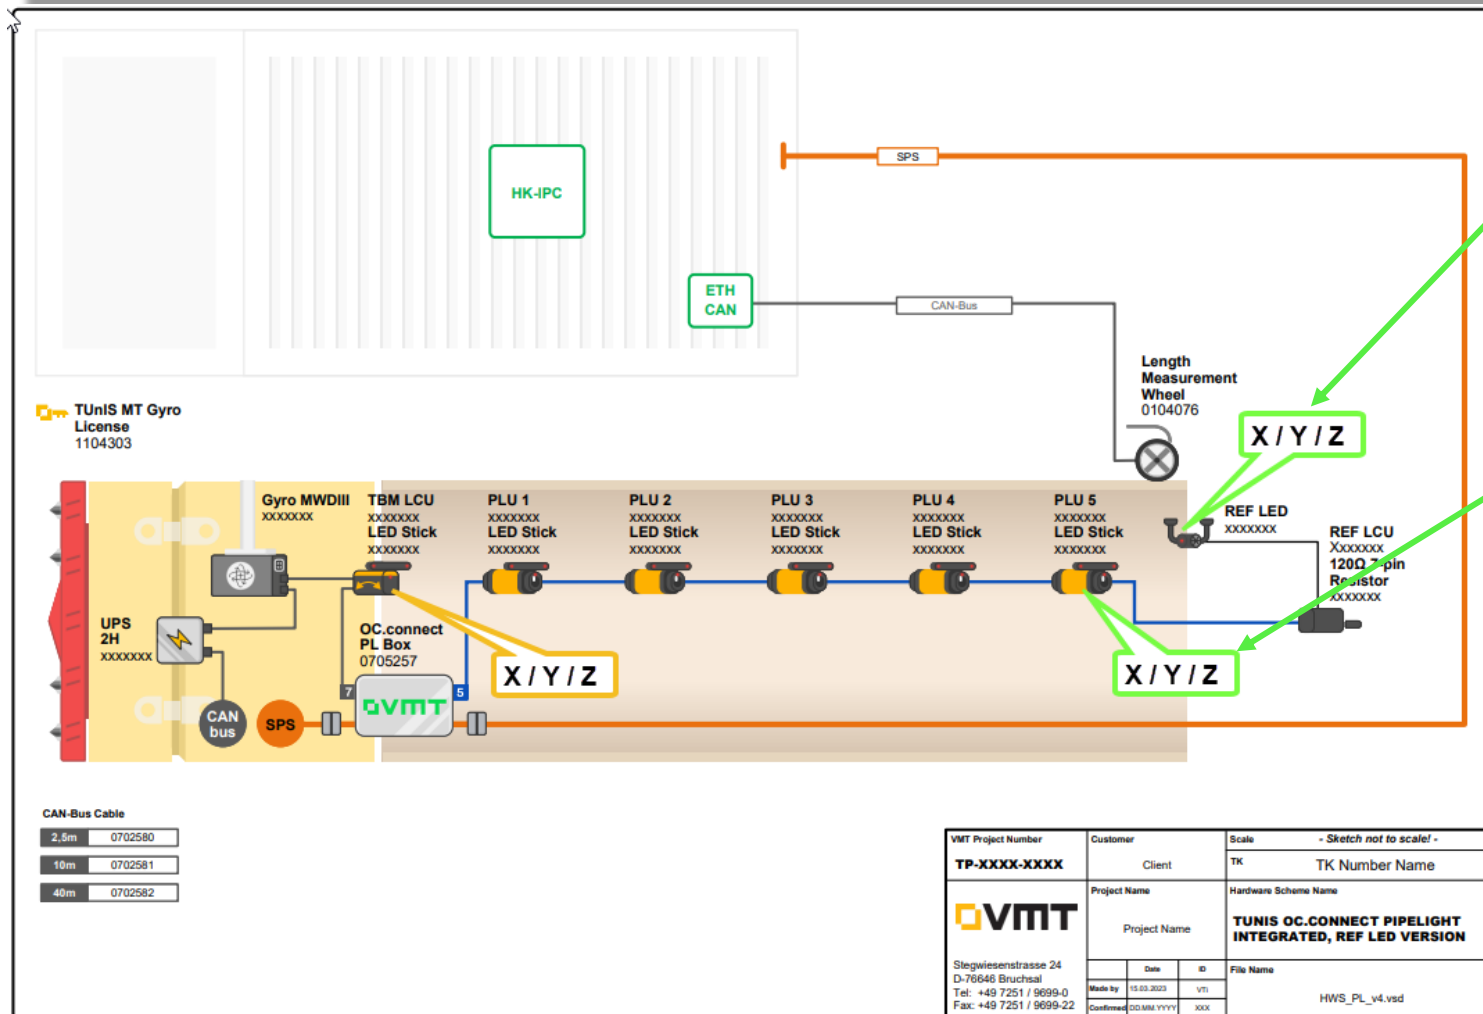 HK-IPC
SPS
ETH
CAN
CAN-Bus
Length
Measurement
Wheel
0104076
TUnIS MT Gyro
License
1104303
X / Y / Z
Gyro MWDIII
xxxxxxx
TBM LCU
xxxxxxx
LED Stick
xxxxxxx
PLU 1
xxxxxxx
LED Stick
xxxxxxx
PLU 2
xxxxxxx
LED Stick
xxxxxxx
PLU 3
xxxxxxx
LED Stick
xxxxxxx
PLU 4
xxxxxxx
LED Stick
xxxxxxx
PLU 5
xxxxxxx
LED Stick
xxxxxxx
REF LED
xxxxxxx
REF LCU
Xxxxxxx
120Ω 7-pin
Resistor
xxxxxxx
UPS
2H
xxxxxxx
OC.connect
PL Box
0705257
X / Y / Z
X / Y / Z
7
VMT
5
CAN
bus
SPS
CAN-Bus Cable
2,5m 0702580
10m 0702581
40m 0702582
VMT Project Number
TP-XXXX-XXXX
Customer
Client
Scale - Sketch not to scale! -
TK TK Number Name
VMT
Stegwiesenstrasse 24
D-76646 Bruchsal
Tel: +49 7251 / 9699-0
Fax: +49 7251 / 9699-22
Project Name
Project Name
Date ID
Made by 15.03.2023 VTi
Confirmed DD.MM.YYYY XXX
Hardware Scheme Name
TUNIS OC.CONNECT PIPELIGHT
INTEGRATED, REF LED VERSION
File Name
HWS_PL_v4.vsd